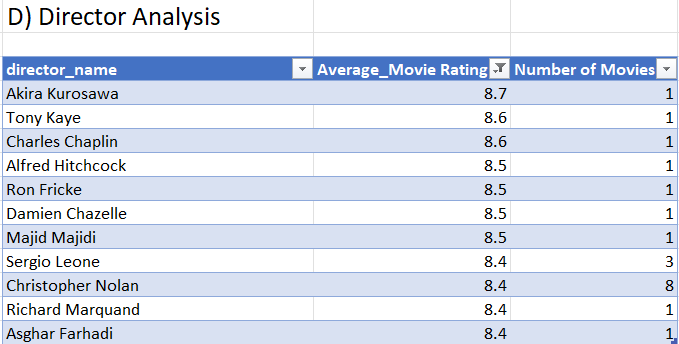 D) Director Analysis
director_name Average_Movie Rating Number of Movies
Akira Kurosawa 8.7 1
Tony Kaye 8.6 1
Charles Chaplin 8.6 1
Alfred Hitchcock 8.5 1
Ron Fricke 8.5 1
Damien Chazelle 8.5 1
Majid Majidi 8.5 1
Sergio Leone 8.4 3
Christopher Nolan 8.4 8
Richard Marquand 8.4 1
Asghar Farhadi 8.4 1